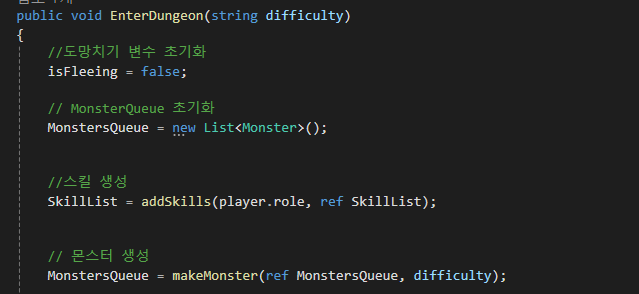 public void EnterDungeon(string difficulty)
{
//도망치기 변수 초기화
isFleeing = false;
// MonsterQueue 초기화
MonstersQueue = new List<Monster>();
//스킬 생성
SkillList = addSkills(player.role, ref SkillList);
// 몬스터 생성
MonstersQueue = makeMonster(ref MonstersQueue, difficulty);